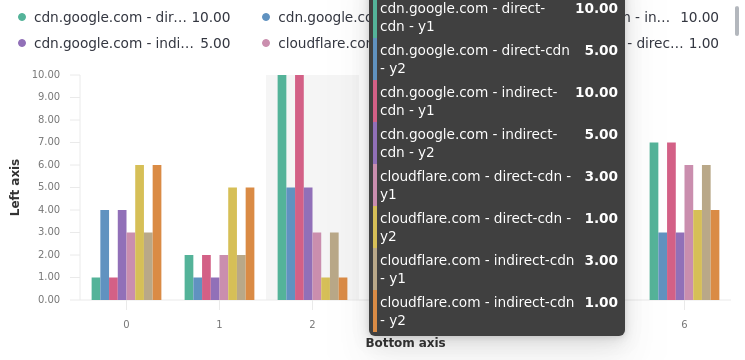 cdn.google.com - dir... 10.00
cdn.google.c
n - in... 10.00
cdn.google.com - indi... 5.00
cloudflare.cor
- direc... 1.00
cdn.google.com - direct-
cdn - y1
10.00
cdn.google.com - direct-cdn
- y2
5.00
cdn.google.com - indirect-
cdn - y1
10.00
cdn.google.com - indirect-
cdn - y2
5.00
cloudflare.com - direct-cdn -
y1
3.00
cloudflare.com - direct-cdn -
y2
1.00
cloudflare.com - indirect-cdn
- y1
3.00
cloudflare.com - indirect-cdn
- y2
1.00
Left axis
10.00
9.00
8.00
7.00
6.00
5.00
4.00
3.00
2.00
1.00
0.00
0
1
2
6
Bottom axis